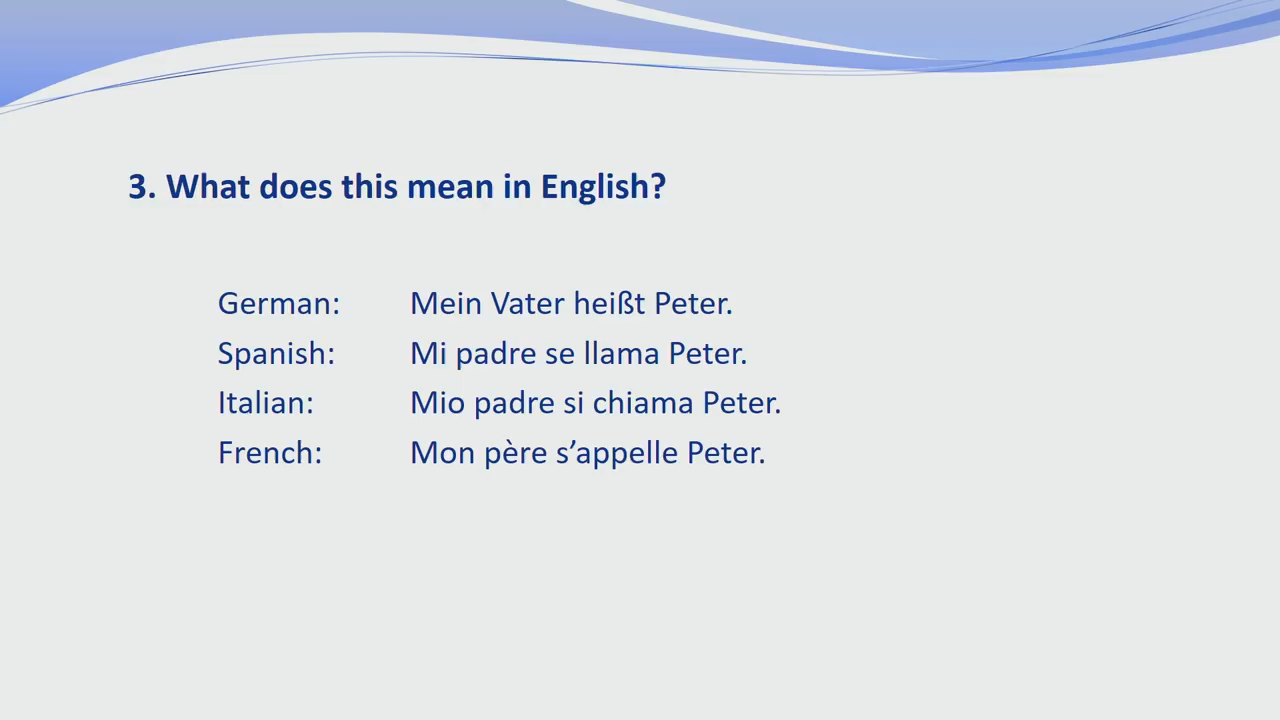 3. What does this mean in English?
German: Mein Vater heißt Peter.
Spanish: Mi padre se llama Peter.
Italian: Mio padre si chiama Peter.
French: Mon père s’appelle Peter.